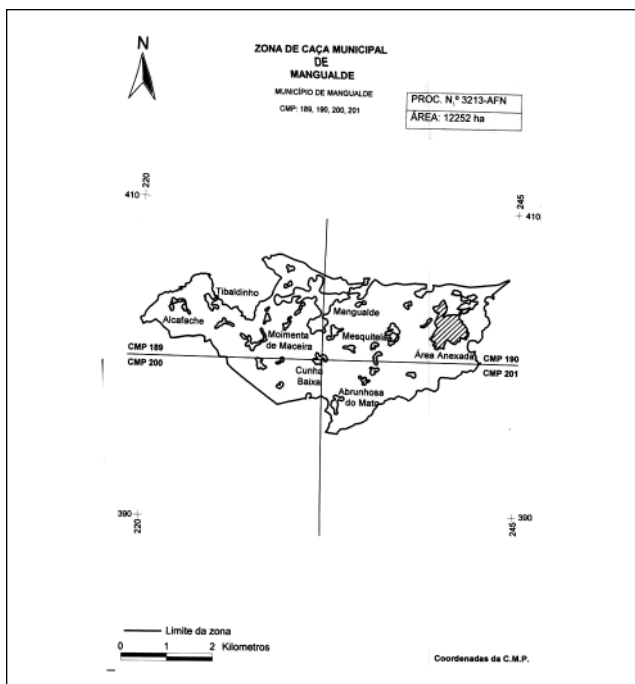 N
ZONA DE CAÇA MUNICIPAL
DE
MANGUALDE
MUNICÍPIO DE MANGUALDE
CMP: 189, 190, 200, 201
PROC. N.º 3213-AFN
ÁREA: 12252 ha
220
410
245
410
Tibaldinho
Alcafache
Mangualde
Moimenta
de Maceira
Mesquitela
Área Anexada
CMP 189
CMP 190
CMP 200
CMP 201
Cunha
Baixa
Abrunhosa
do Mato
390
220
390
245
Limite da zona
0 1 2 Kilometros
Coordenadas da C.M.P.